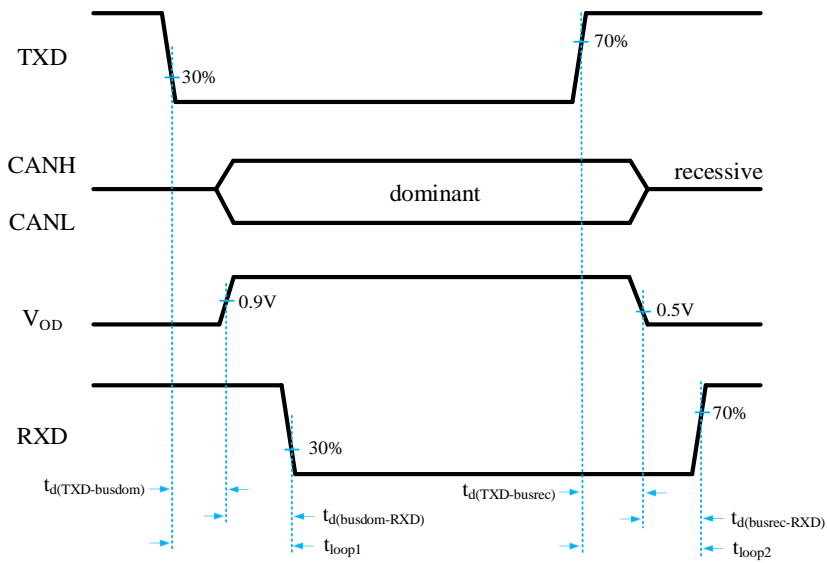 TXD
30%
70%
CANH
CANL
dominant
recessive
VOD
0.9V
0.5V
RXD
30%
70%
td(TXD-busdom)
td(TXD-busrec)
td(busdom-RXD)
td(busrec-RXD)
tloop1
tloop2